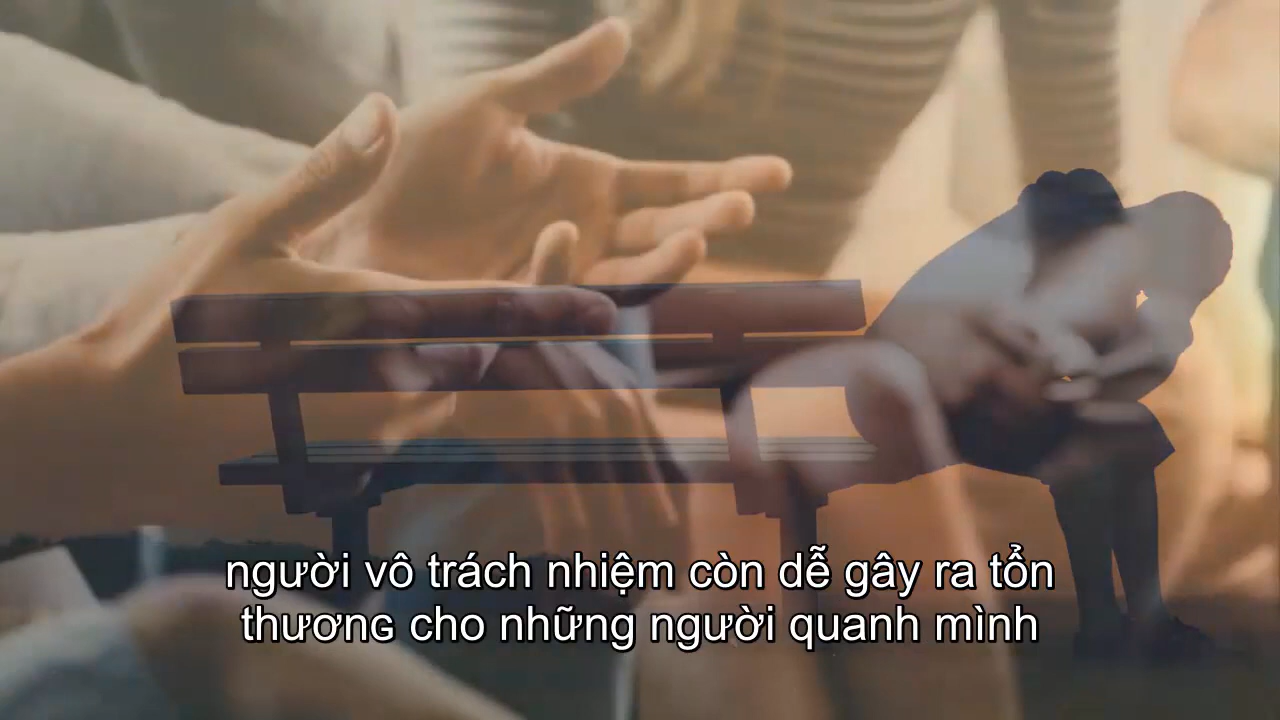 người vô trách nhiệm còn dễ gây ra tổn
thương cho những người quanh mình